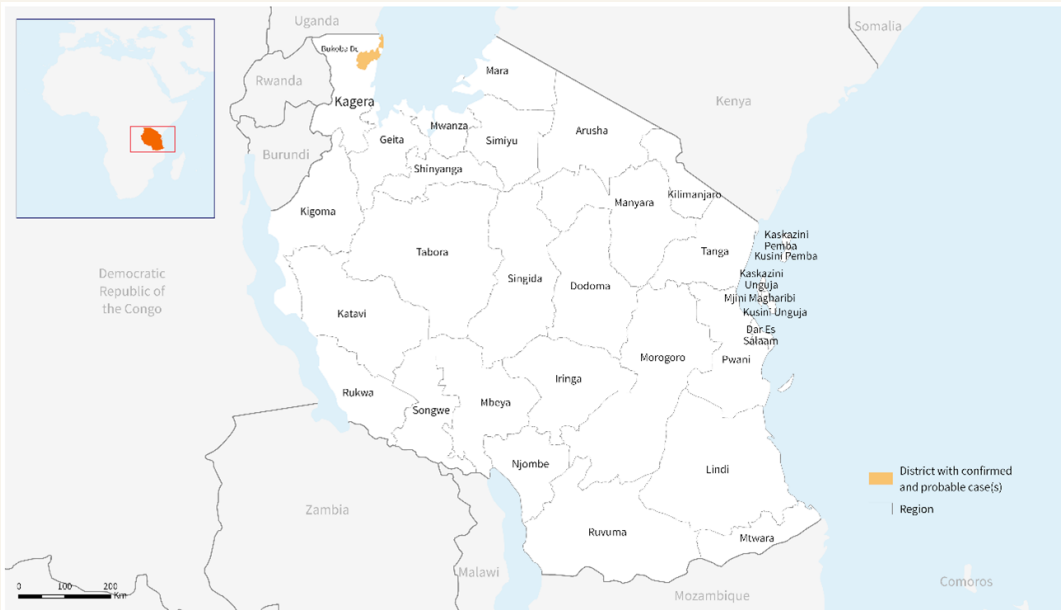 Uganda
Somalia
Bukoba Dc
Mara
Rwanda
Kenya
Kagera
Mwanza
Arusha
Geita
Simiyu
Burundi
Shinyanga
Kilimanjaro
Manyara
Kigoma
Kaskazini
Pemba
Kusini Pemba
Tabora
Tanga
Singida
Kaskazini
Unguja
Dodoma
Democratic
Republic of
the Congo
Mjini Magharibi
Kusini Unguja
Katavi
Dar Es
Salaam
Morogoro
Pwani
Iringa
Rukwa
Mbeya
Songwe
Njombe
Lindi
District with confirmed
and probable case(s)
Region
Zambia
Ruvuma
Mtwara
Malawi
Comoros
0 100 200
Km
Mozambique